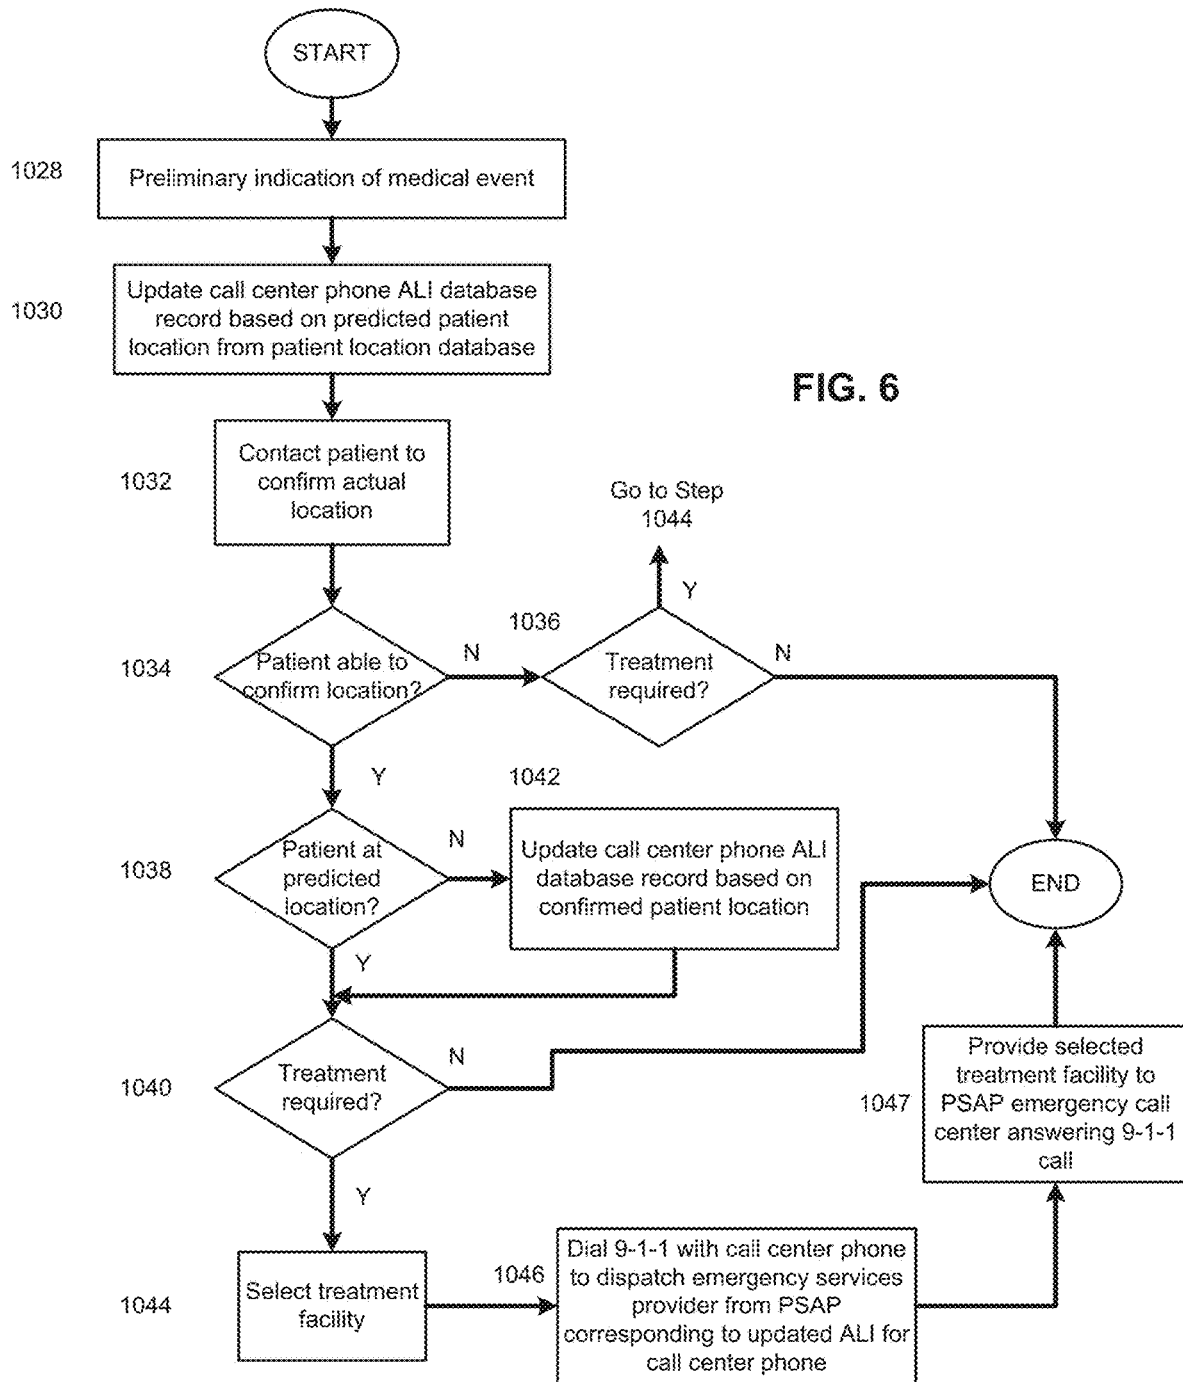 START
1028
Preliminary indication of medical event
1030
Update call center phone ALI database
record based on predicted patient
location from patient location database
FIG. 6
1032
Contact patient to
confirm actual
location
Go to Step
1044
Y
1034
Patient able to
confirm location?
N
1036
Treatment
required?
N
Y
1038
Patient at
predicted
location?
N
1042
Update call center phone ALI
database record based on
confirmed patient location
END
Y
1040
Treatment
required?
N
1047
Provide selected
treatment facility to
PSAP emergency call
center answering 9-1-1
call
Y
1044
Select treatment
facility
1046
Dial 9-1-1 with call center phone
to dispatch emergency services
provider from PSAP
corresponding to updated ALI for
call center phone